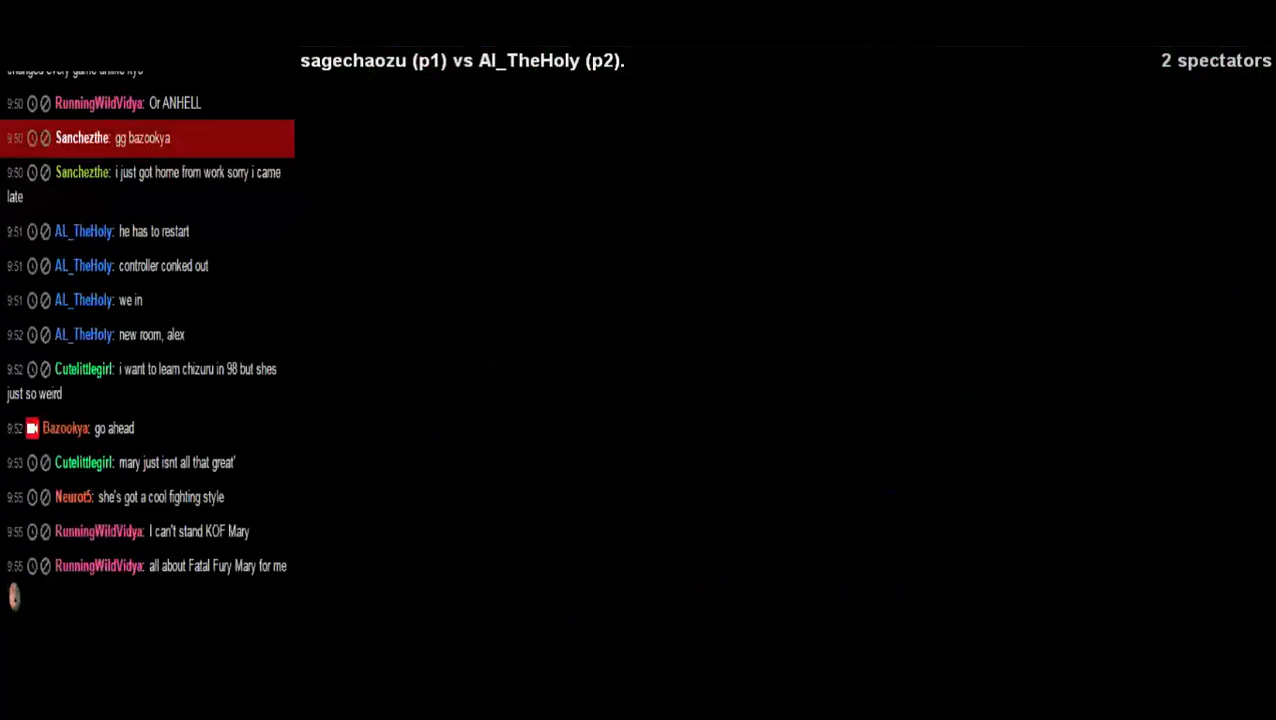 sagechaozu (p1) vs Al_TheHoly (p2).
2 spectators
changed every game unlike kyo
9:50 RunningWildVidya: Or ANHELL
9:50 Sanchezthe: gg bazookya
9:50 Sanchezthe: i just got home from work sorry i came
late
9:51 AL_TheHoly: he has to restart
9:51 AL_TheHoly: controller conked out
9:51 AL_TheHoly: we in
9:52 AL_TheHoly: new room, alex
9:52 Cutelittlegirl: i want to learn chizuru in 98 but shes
just so weird
9:52 Bazookya: go ahead
9:53 Cutelittlegirl: mary just isnt all that great'
9:55 Neurot5: she's got a cool fighting style
9:55 RunningWildVidya: I can't stand KOF Mary
9:55 RunningWildVidya: all about Fatal Fury Mary for me